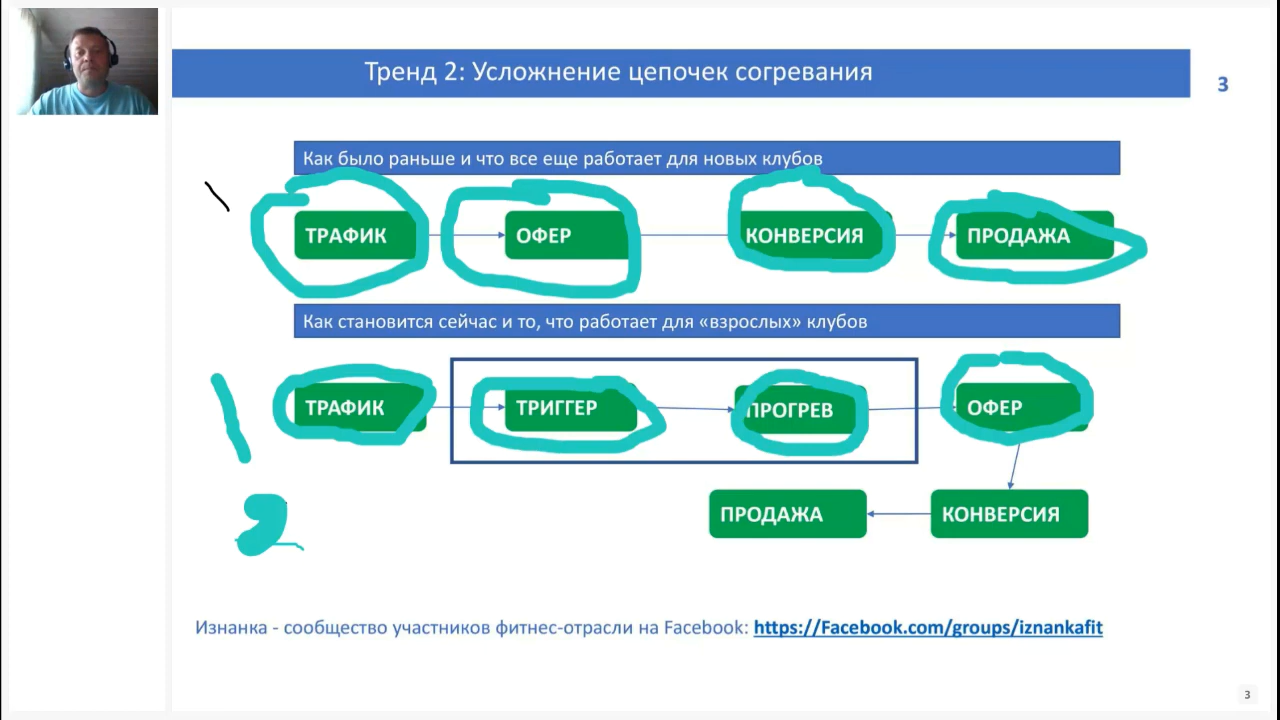 Тренд 2: Усложнение цепочек согревания
3
Как было раньше и что все еще работает для новых клубов
ТРАФИК
ОФЕР
КОНВЕРСИЯ
ПРОДАЖА
Как становится сейчас и то, что работает для «взрослых» клубов
ТРАФИК
ТРИГГЕР
ПРОГРЕВ
ОФЕР
ПРОДАЖА
КОНВЕРСИЯ
2
Изнанка - сообщество участников фитнес-отрасли на Facebook: https://Facebook.com/groups/iznankafit
3